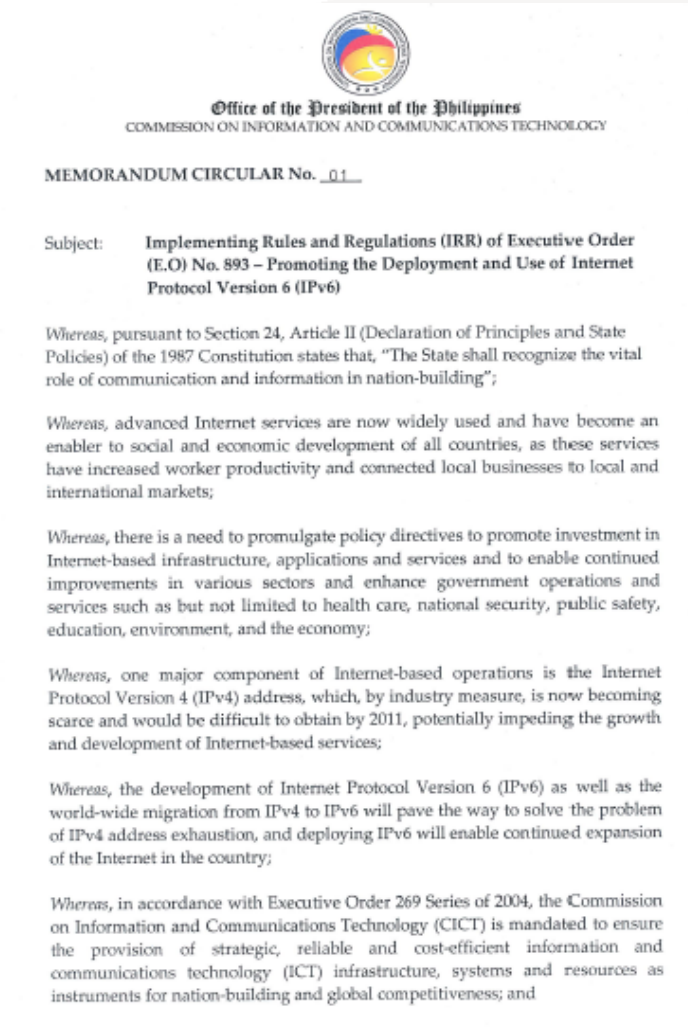 Office of the President of the Philippines
COMMISSION ON INFORMATION AND COMMUNICATIONS TECHNOLOGY
MEMORANDUM CIRCULAR No. 01
Subject: Implementing Rules and Regulations (IRR) of Executive Order
(E.O) No. 893 – Promoting the Deployment and Use of Internet
Protocol Version 6 (IPv6)
Whereas, pursuant to Section 24, Article II (Declaration of Principles and State
Policies) of the 1987 Constitution states that, "The State shall recognize the vital
role of communication and information in nation-building";
Whereas, advanced Internet services are now widely used and have become an
enabler to social and economic development of all countries, as these services
have increased worker productivity and connected local businesses to local and
international markets;
Whereas, there is a need to promulgate policy directives to promote investment in
Internet-based infrastructure, applications and services and to enable continued
improvements in various sectors and enhance government operations and
services such as but not limited to health care, national security, public safety,
education, environment, and the economy;
Whereas, one major component of Internet-based operations is the Internet
Protocol Version 4 (IPv4) address, which, by industry measure, is now becoming
scarce and would be difficult to obtain by 2011, potentially impeding the growth
and development of Internet-based services;
Whereas, the development of Internet Protocol Version 6 (IPv6) as well as the
world-wide migration from IPv4 to IPv6 will pave the way to solve the problem
of IPv4 address exhaustion, and deploying IPv6 will enable continued expansion
of the Internet in the country;
Whereas, in accordance with Executive Order 269 Series of 2004, the Commission
on Information and Communications Technology (CICT) is mandated to ensure
the provision of strategic, reliable and cost-efficient information and
communications technology (ICT) infrastructure, systems and resources as
instruments for nation-building and global competitiveness; and